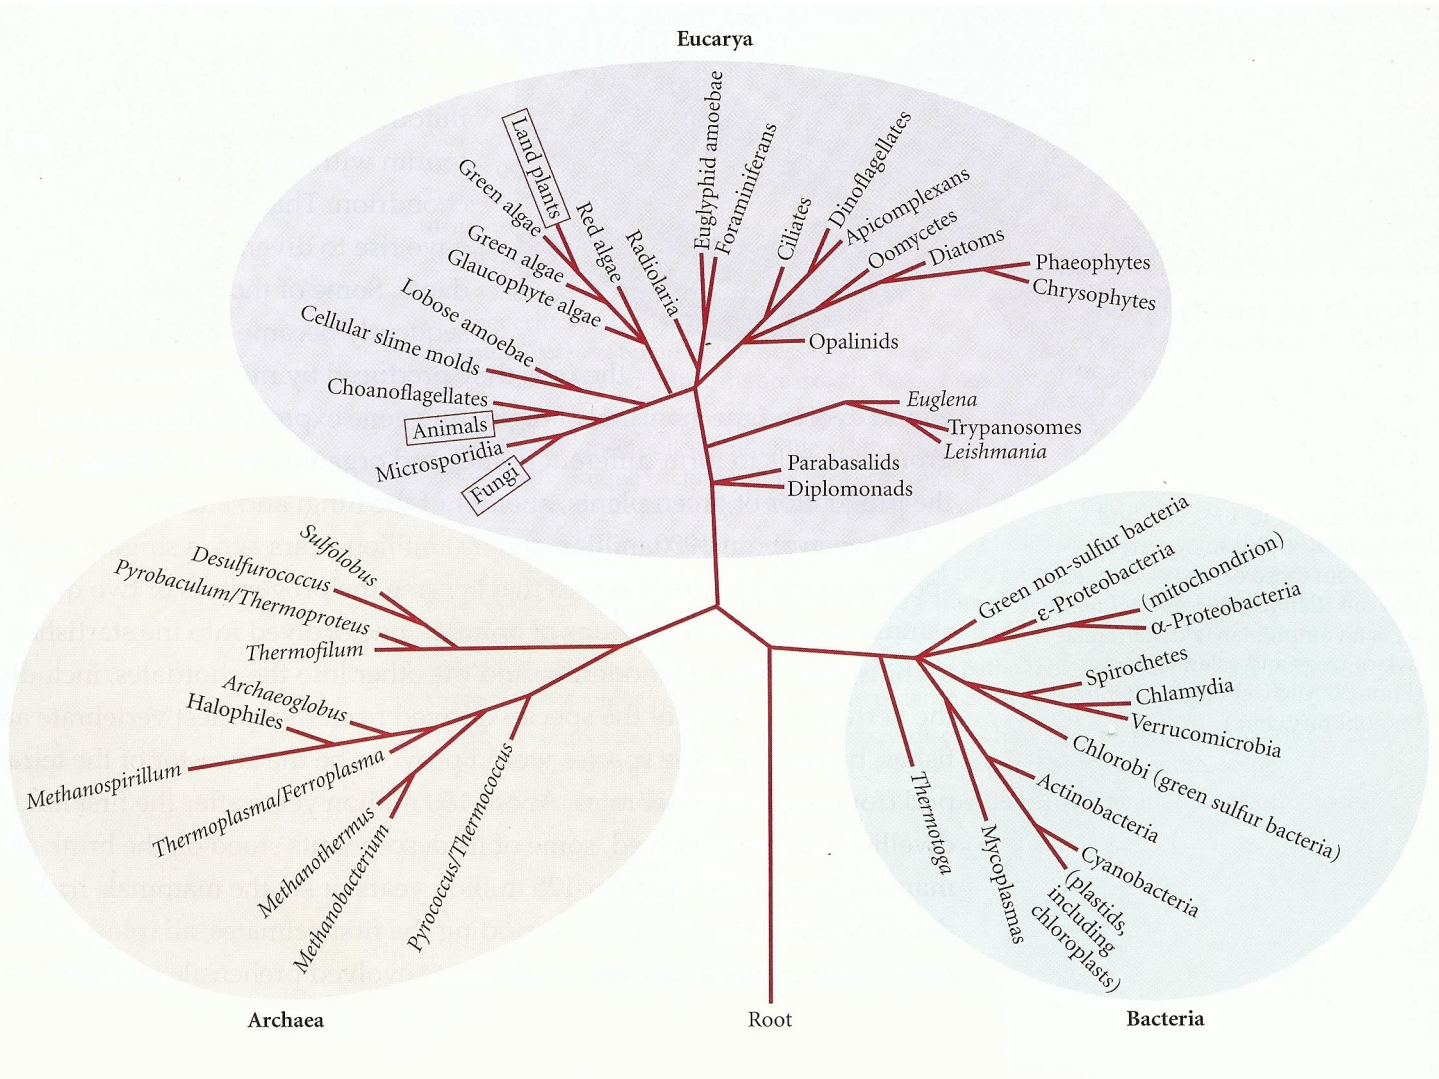 Eucarya
Land plants
Green algae
Red algae
Green algae
Glaucophyte algae
Radiolaria
Euglyphid amoebae
Foraminiferans
Ciliates
Dinoflagellates
Apicomplexans
Oomycetes
Diatoms
Phaeophytes
Chrysophytes
Opalinids
Lobose amoebae
Cellular slime molds
Choanoflagellates
Animals
Microsporidia
Fungi
Euglena
Trypanosomes
Leishmania
Parabasalids
Diplomonads
Sulfolobus
Desulfurococcus
Pyrobaculum/Thermoproteus
Thermofilum
Archaeoglobus
Halophiles
Methanospirillum
Thermoplasma/Ferroplasma
Methanothermus
Methanobacterium
Pyrococcus/Thermococcus
Green non-sulfur bacteria
ε-Proteobacteria
(mitochondrion)
α-Proteobacteria
Spirochetes
Chlamydia
Verrucomicrobia
Chlorobi (green sulfur bacteria)
Actinobacteria
Cyanobacteria
(plastids,
including
chloroplasts)
Mycoplasmas
Thermotoga
Archaea
Root
Bacteria